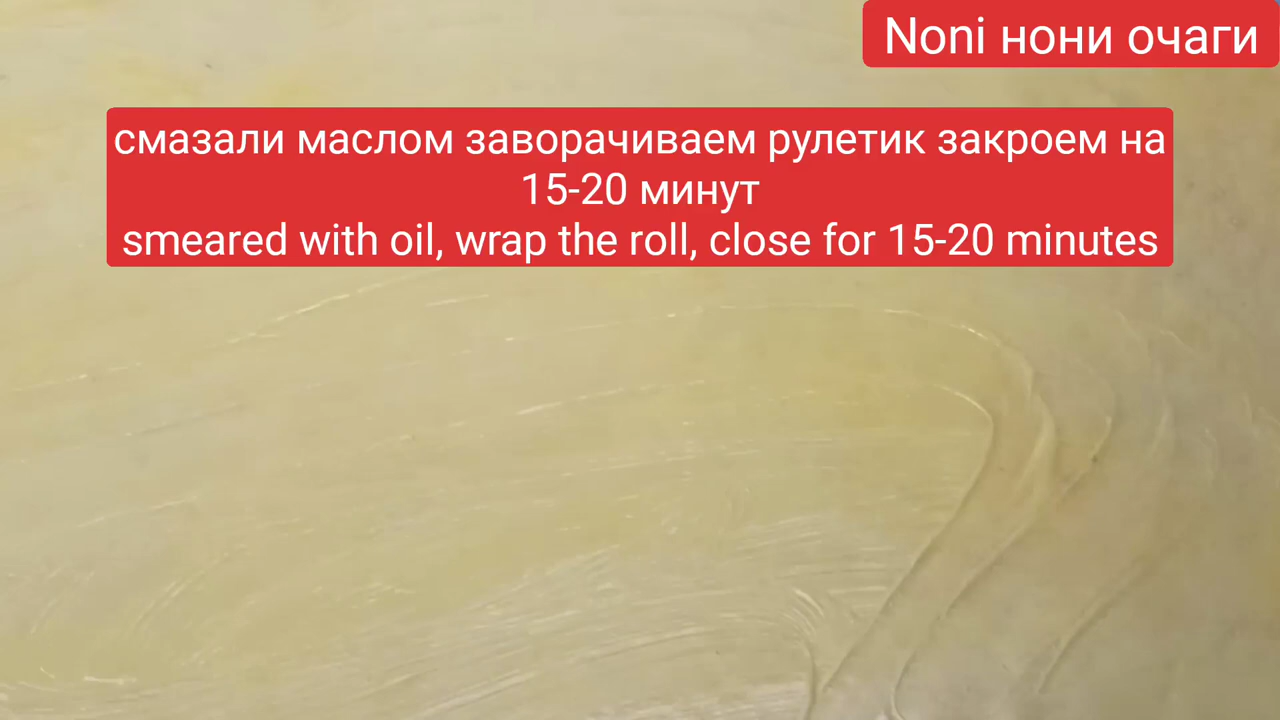 Noni нони очаги
смазали маслом заворачиваем рулетик закроем на
15-20 минут
smeared with oil, wrap the roll, close for 15-20 minutes